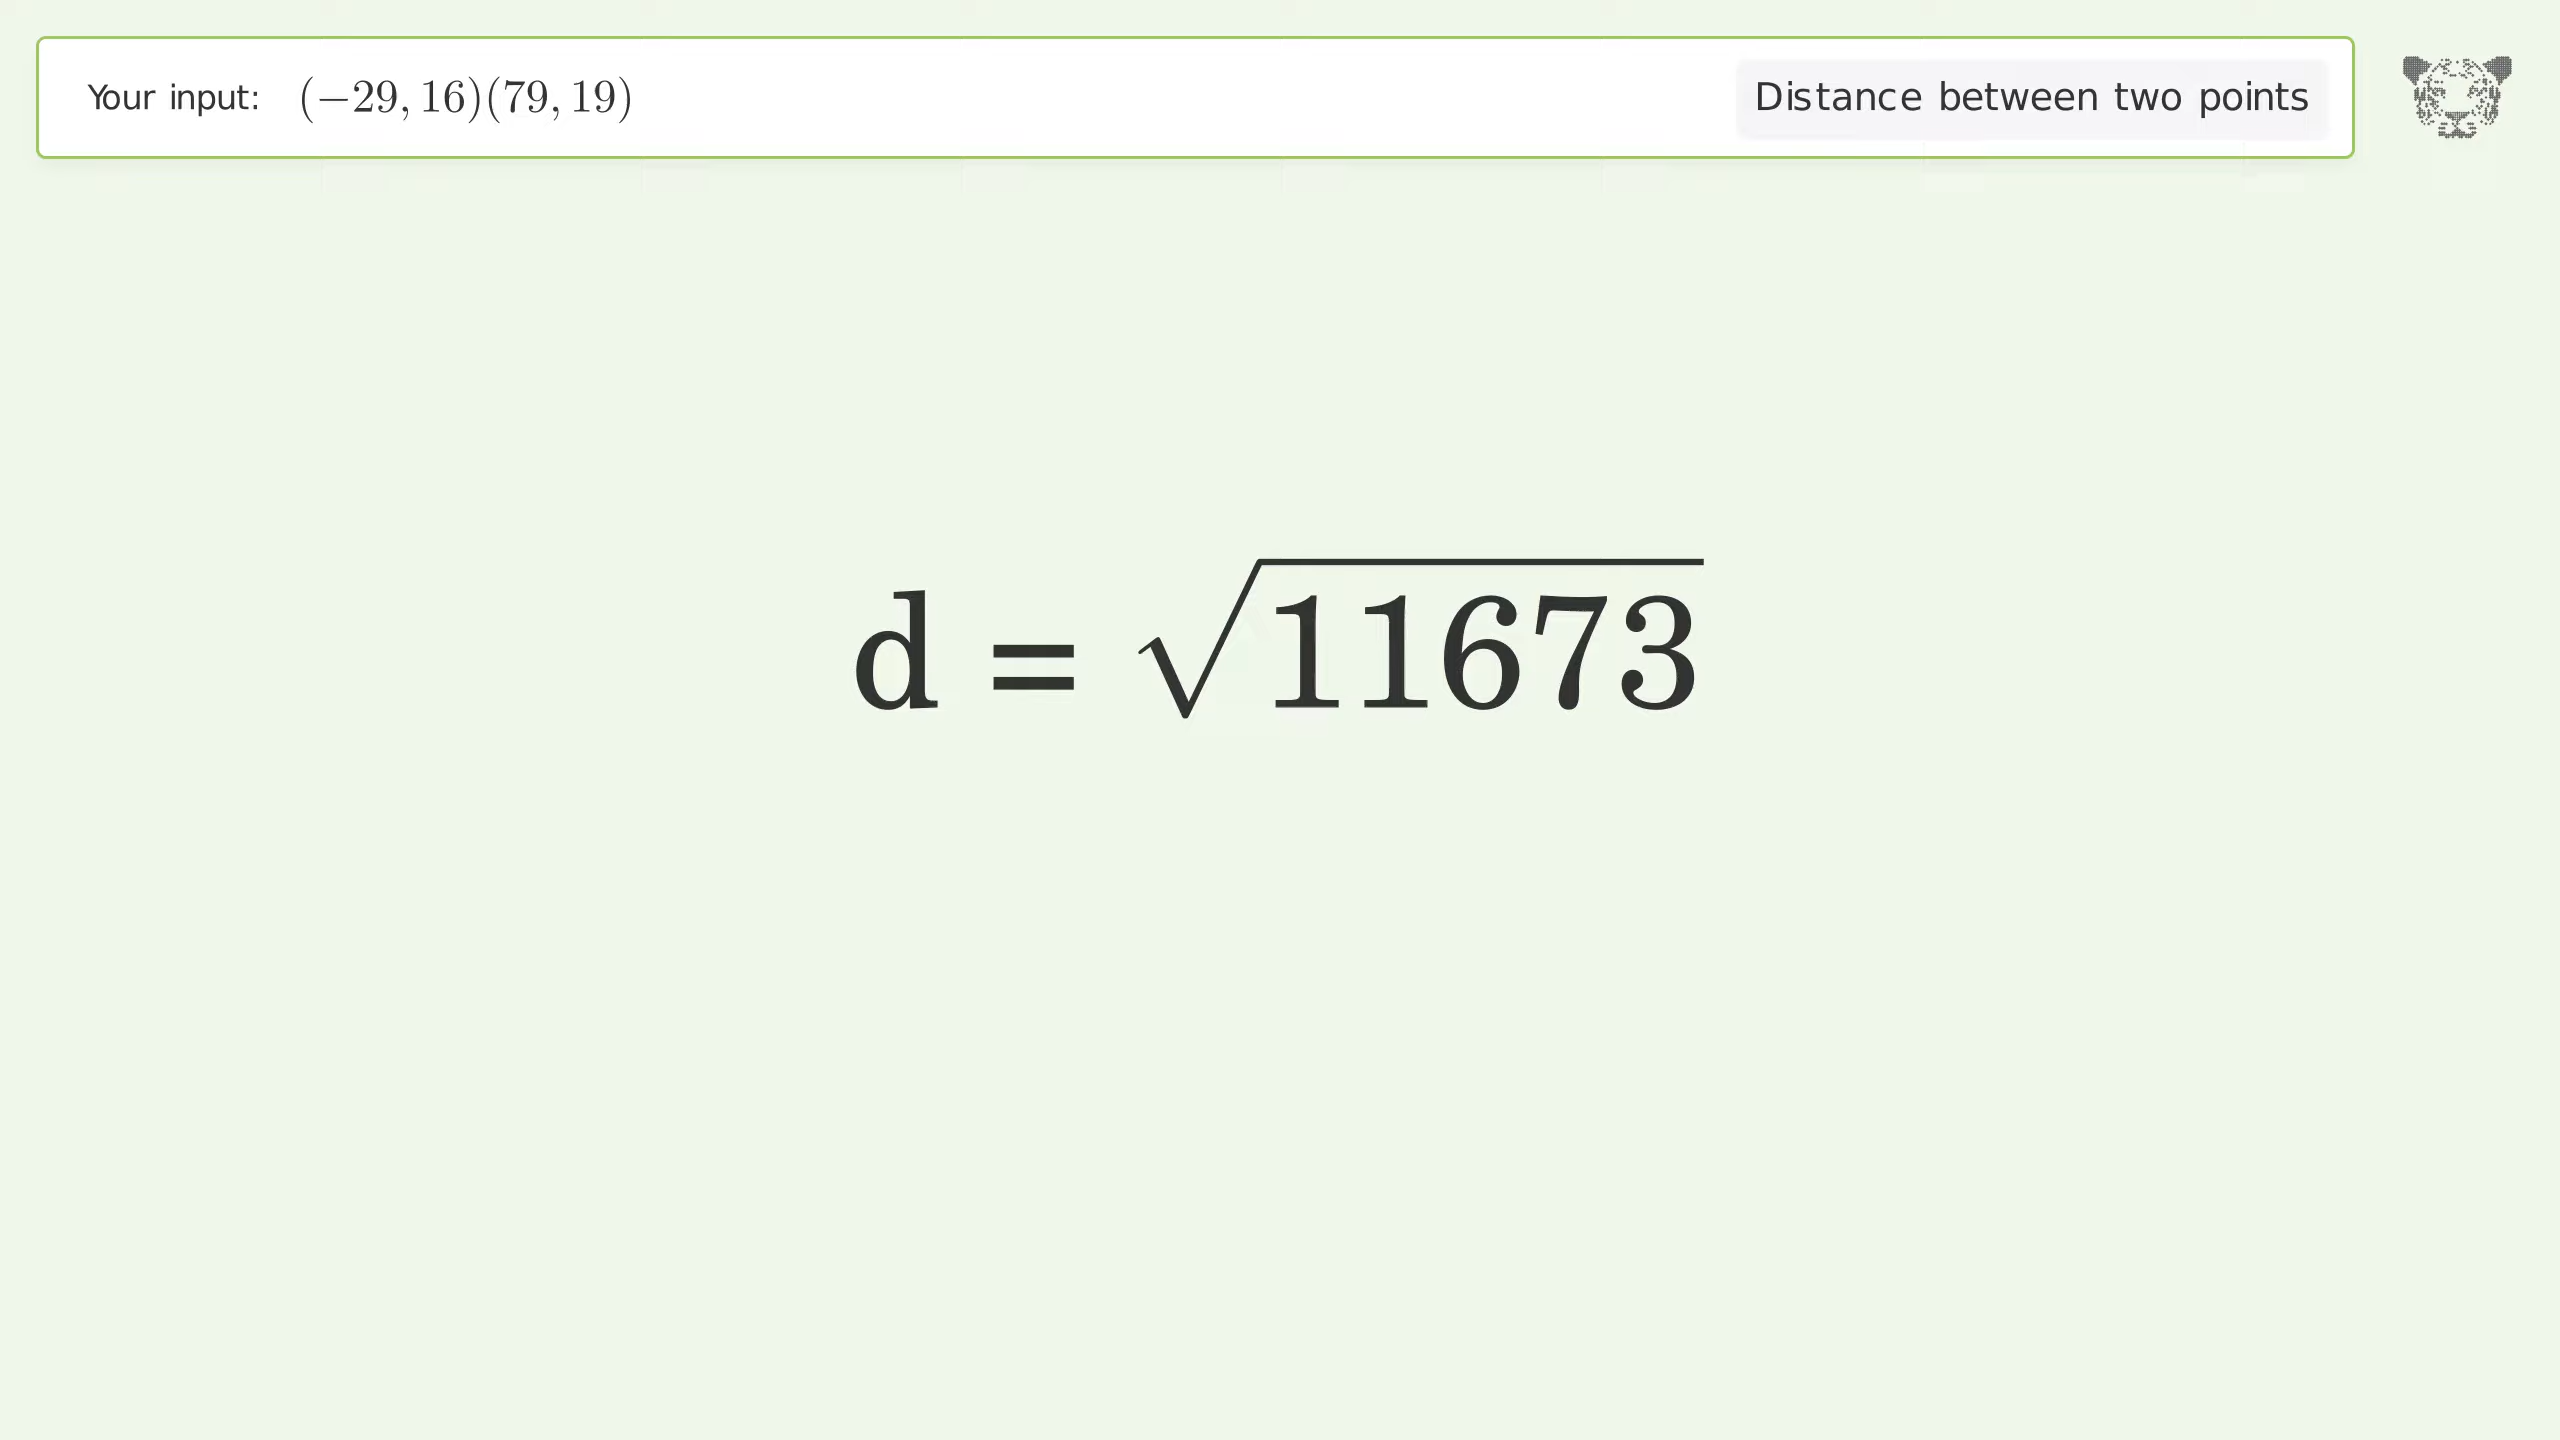 Your input: (−29, 16)(79, 19)
Distance between two points
d = √11673